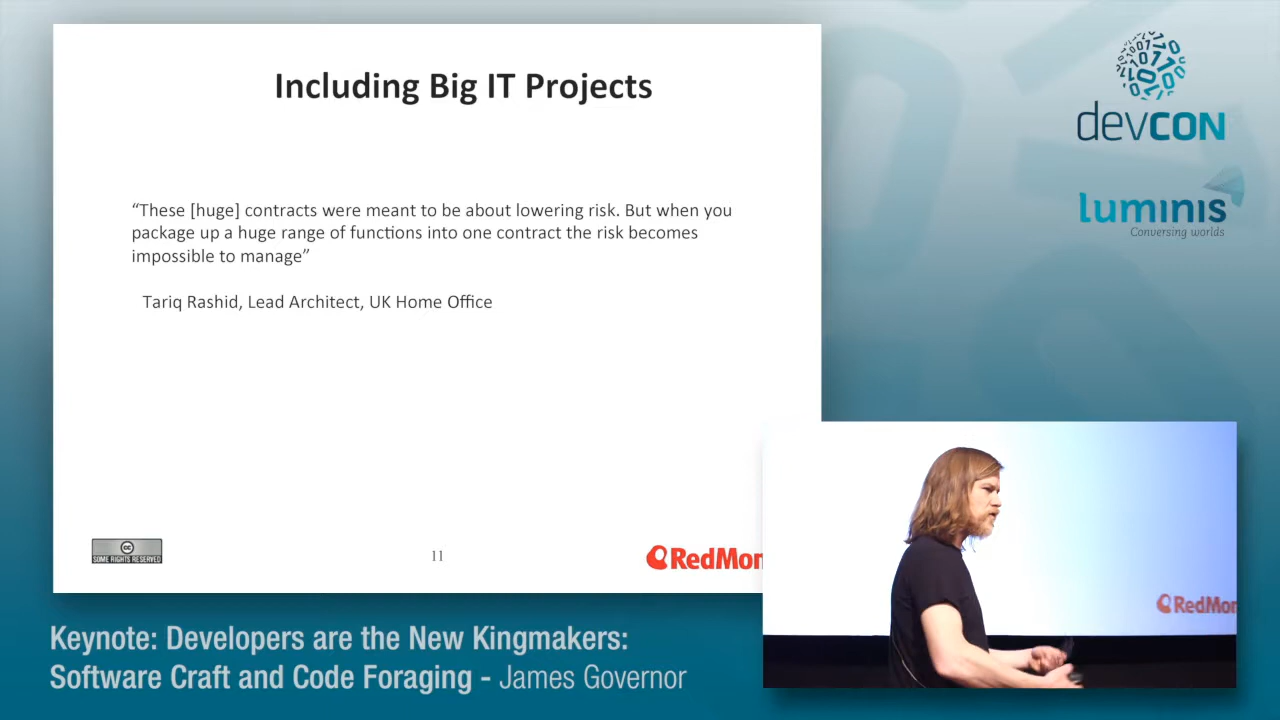 Including Big IT Projects
“These [huge] contracts were meant to be about lowering risk. But when you
package up a huge range of functions into one contract the risk becomes
impossible to manage”
Tariq Rashid, Lead Architect, UK Home Office
CC
SOME RIGHTS RESERVED
11
RedMon
devCON
luminis
Conversing worlds
RedMon
Keynote: Developers are the New Kingmakers:
Software Craft and Code Foraging - James Governor